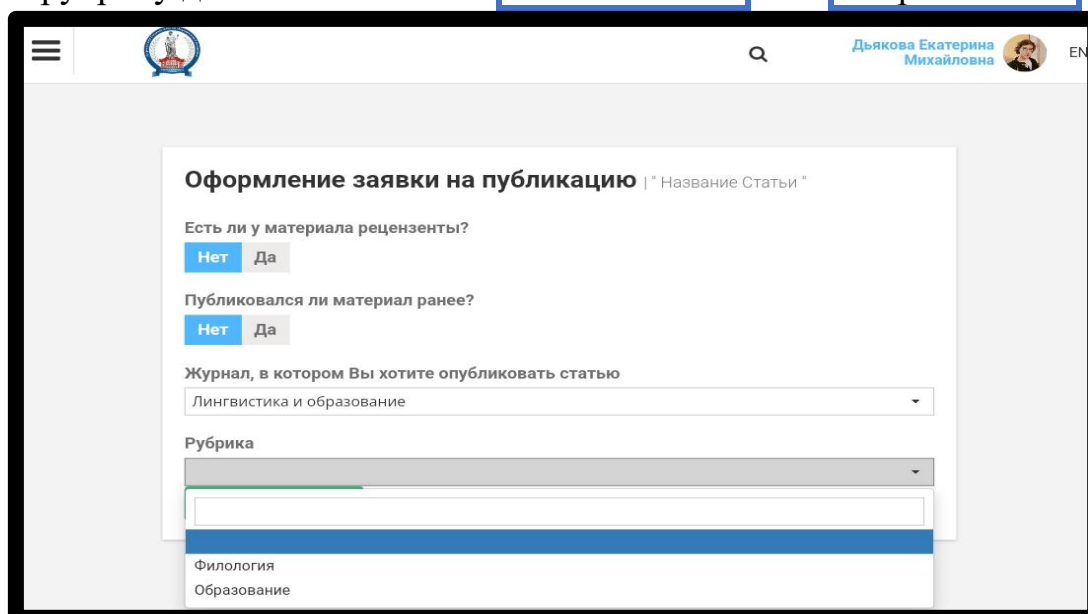 Дьякова Екатерина
Михайловна
EN
Оформление заявки на публикацию | " Название Статьи "
Есть ли у материала рецензенты?
Нет Да
Публиковался ли материал ранее?
Нет Да
Журнал, в котором Вы хотите опубликовать статью
Лингвистика и образование
Рубрика
Филология
Образование